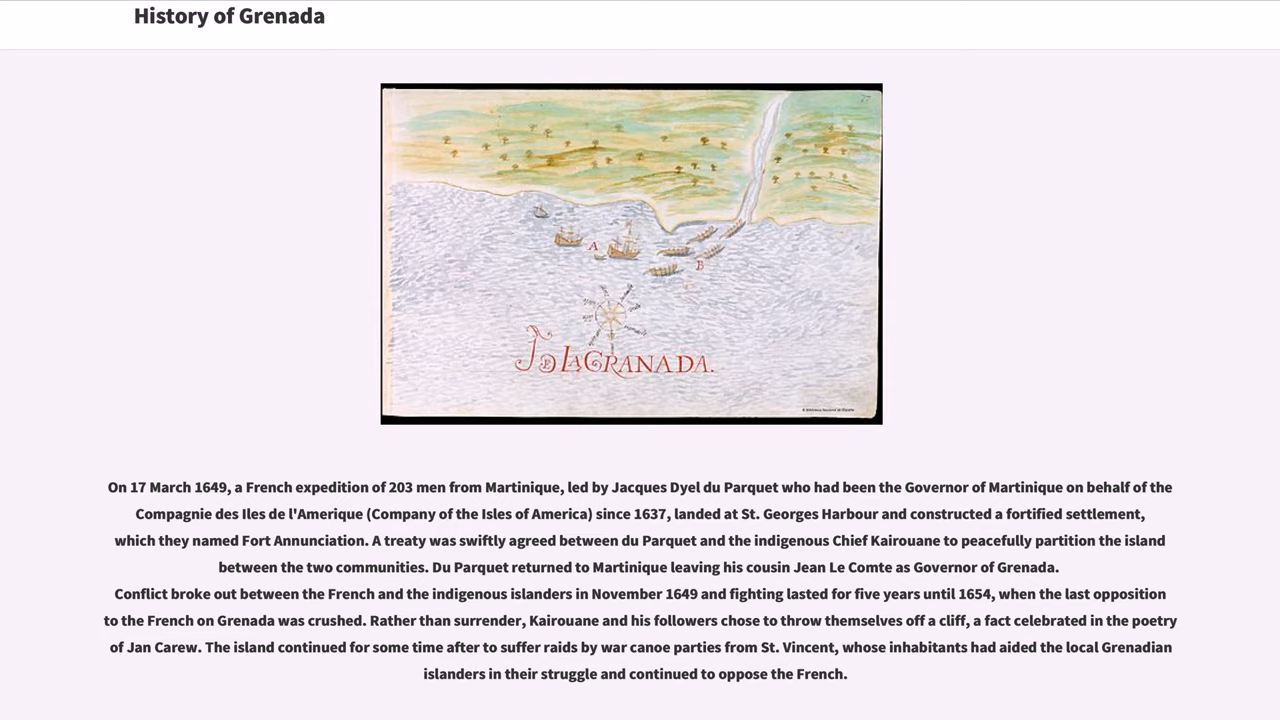 History of Grenada
A
B
I DE LA GRANADA.
On 17 March 1649, a French expedition of 203 men from Martinique, led by Jacques Dyel du Parquet who had been the Governor of Martinique on behalf of the
Compagnie des Iles de l'Amerique (Company of the Isles of America) since 1637, landed at St. Georges Harbour and constructed a fortified settlement,
which they named Fort Annunciation. A treaty was swiftly agreed between du Parquet and the indigenous Chief Kairouane to peacefully partition the island
between the two communities. Du Parquet returned to Martinique leaving his cousin Jean Le Comte as Governor of Grenada.
Conflict broke out between the French and the indigenous islanders in November 1649 and fighting lasted for five years until 1654, when the last opposition
to the French on Grenada was crushed. Rather than surrender, Kairouane and his followers chose to throw themselves off a cliff, a fact celebrated in the poetry
of Jan Carew. The island continued for some time after to suffer raids by war canoe parties from St. Vincent, whose inhabitants had aided the local Grenadian
islanders in their struggle and continued to oppose the French.